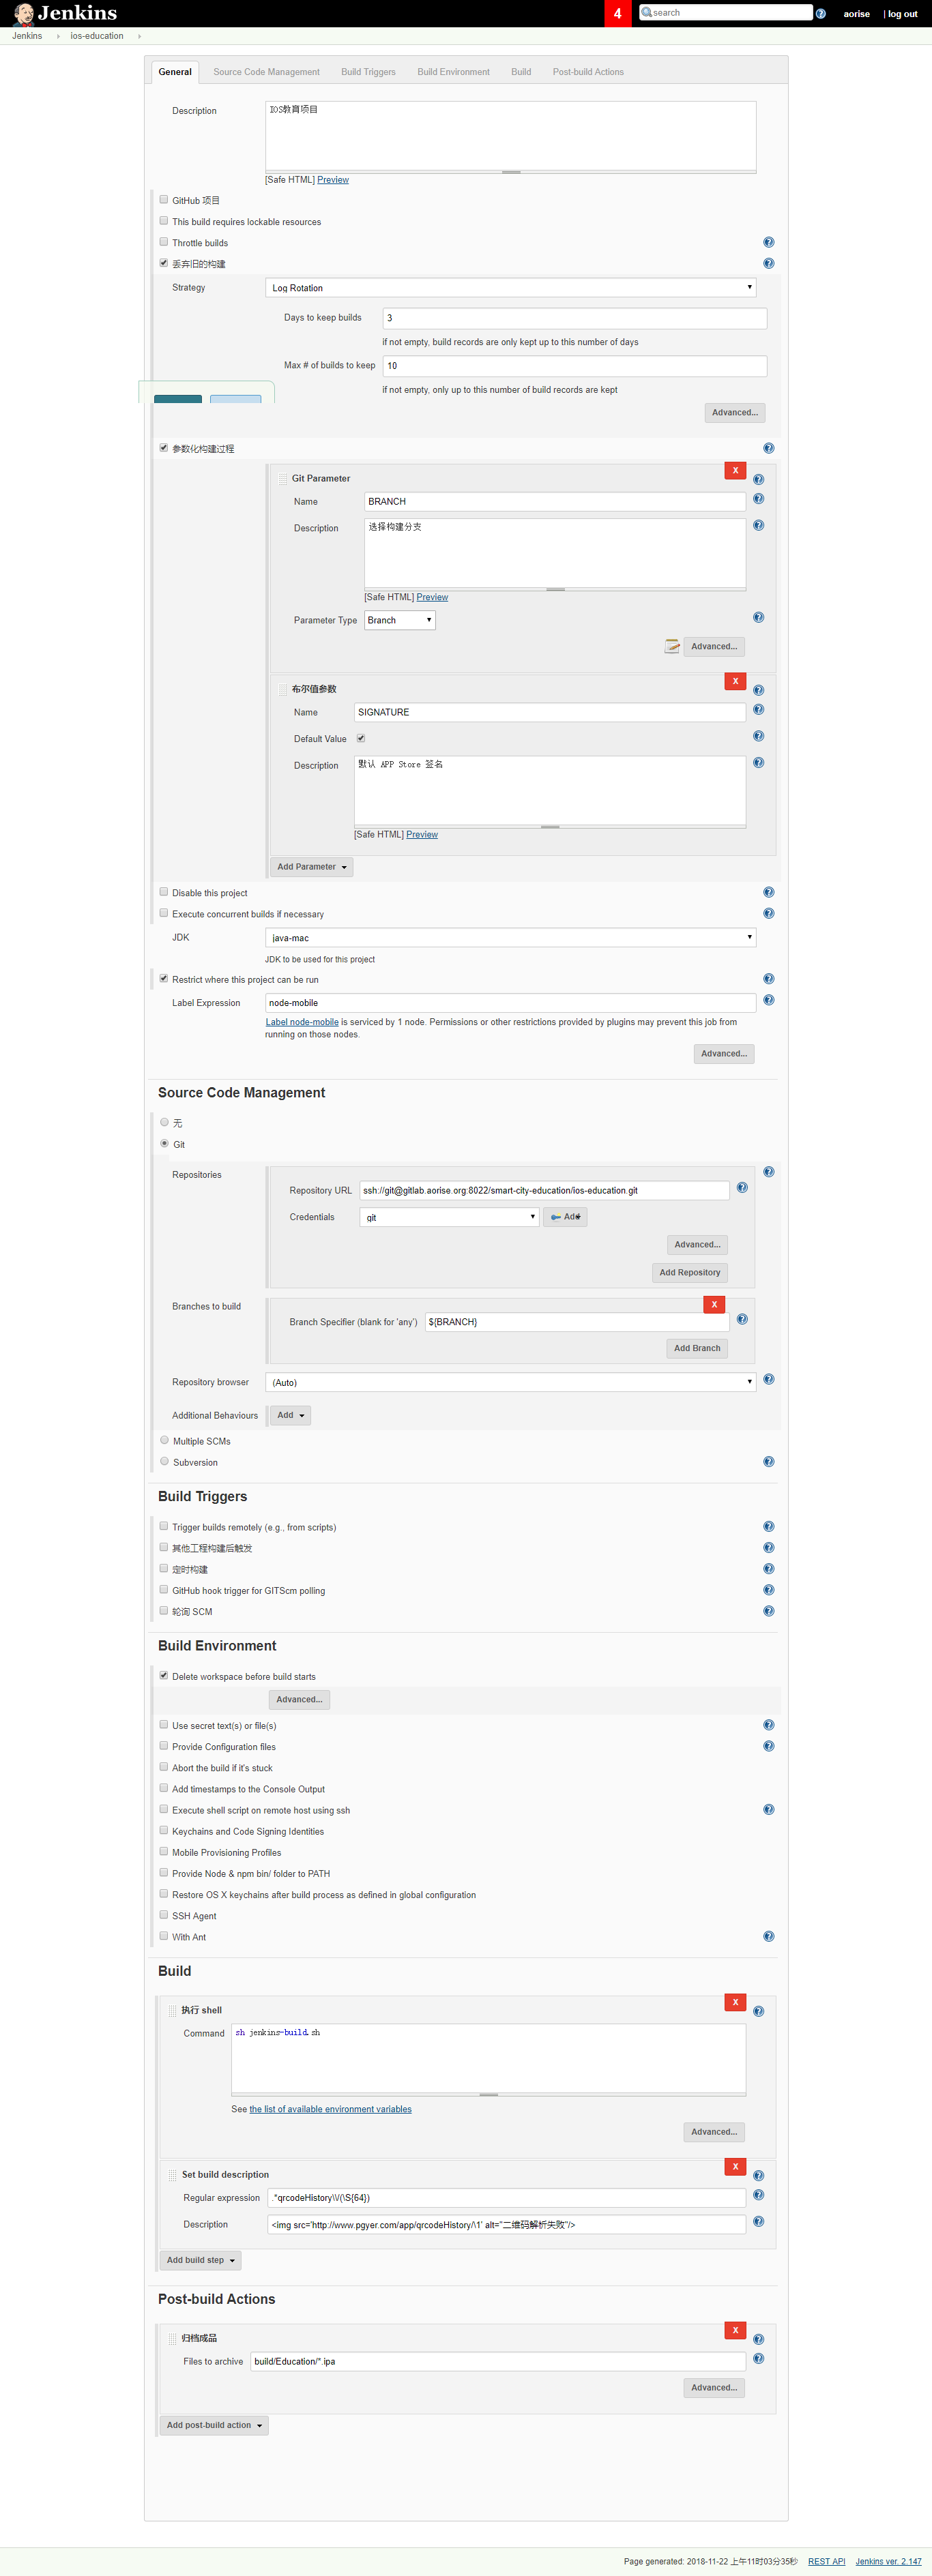 Jenkins
4
search
aorise
| log out
Jenkins
ios-education
General
Source Code Management
Build Triggers
Build Environment
Build
Post-build Actions
Description
IOS教育项目
[Safe HTML] Preview
GitHub 项目
This build requires lockable resources
Throttle builds
丢弃旧的构建
Strategy
Log Rotation
Days to keep builds
3
if not empty, build records are only kept up to this number of days
Max # of builds to keep
10
if not empty, only up to this number of build records are kept
Advanced...
参数化构建过程
X
Git Parameter
Name
BRANCH
Description
选择构建分支
[Safe HTML] Preview
Parameter Type
Branch
Advanced...
X
布尔值参数
Name
SIGNATURE
Default Value
Description
默认 APP Store 签名
[Safe HTML] Preview
Add Parameter
Disable this project
Execute concurrent builds if necessary
JDK
java-mac
JDK to be used for this project
Restrict where this project can be run
Label Expression
node-mobile
Label node-mobile is serviced by 1 node. Permissions or other restrictions provided by plugins may prevent this job from
running on those nodes.
Advanced...
Source Code Management
无
Git
Repositories
Repository URL
ssh://git@gitlab.aorise.org:8022/smart-city-education/ios-education.git
Credentials
git
Add
Advanced...
Add Repository
Branches to build
X
Branch Specifier (blank for 'any')
${BRANCH}
Add Branch
Repository browser
(Auto)
Additional Behaviours
Add
Multiple SCMs
Subversion
Build Triggers
Trigger builds remotely (e.g., from scripts)
其他工程构建后触发
定时构建
GitHub hook trigger for GITScm polling
轮询 SCM
Build Environment
Delete workspace before build starts
Advanced...
Use secret text(s) or file(s)
Provide Configuration files
Abort the build if it's stuck
Add timestamps to the Console Output
Execute shell script on remote host using ssh
Keychains and Code Signing Identities
Mobile Provisioning Profiles
Provide Node & npm bin/ folder to PATH
Restore OS X keychains after build process as defined in global configuration
SSH Agent
With Ant
Build
X
执行 shell
Command
sh jenkins-build.sh
See the list of available environment variables
Advanced...
X
Set build description
Regular expression
.*qrcodeHistory\\/(\S{64})
Description
<img src='http://www.pgyer.com/app/qrcodeHistory/\1' alt="二维码解析失败"/>
Add build step
Post-build Actions
X
归档成品
Files to archive
build/Education/*.ipa
Advanced...
Add post-build action
Page generated: 2018-11-22 上午11时03分35秒
REST API
Jenkins ver. 2.147